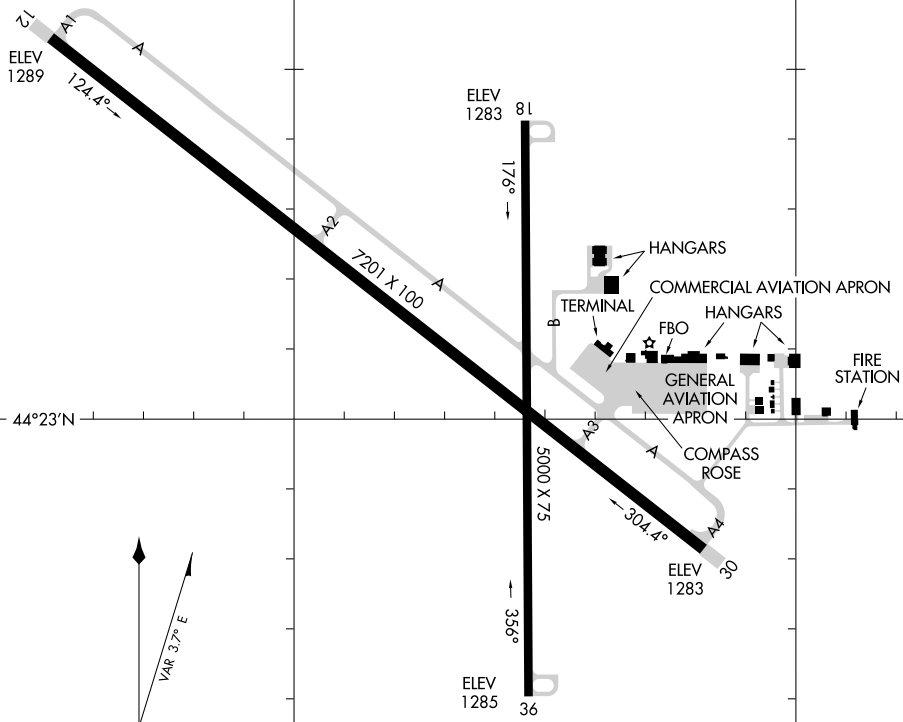 12
A1
A
ELEV
1289
124.4°
ELEV
1283
18
176°
A2
7201 X 100
A
HANGARS
COMMERCIAL AVIATION APRON
TERMINAL
HANGARS
B
FBO
FIRE
STATION
GENERAL
AVIATION
APRON
44°23'N
A3
A
COMPASS
ROSE
5000 X 75
304.4°
A4
30
ELEV
1283
356°
VAR 3.7° E
ELEV
1285
36